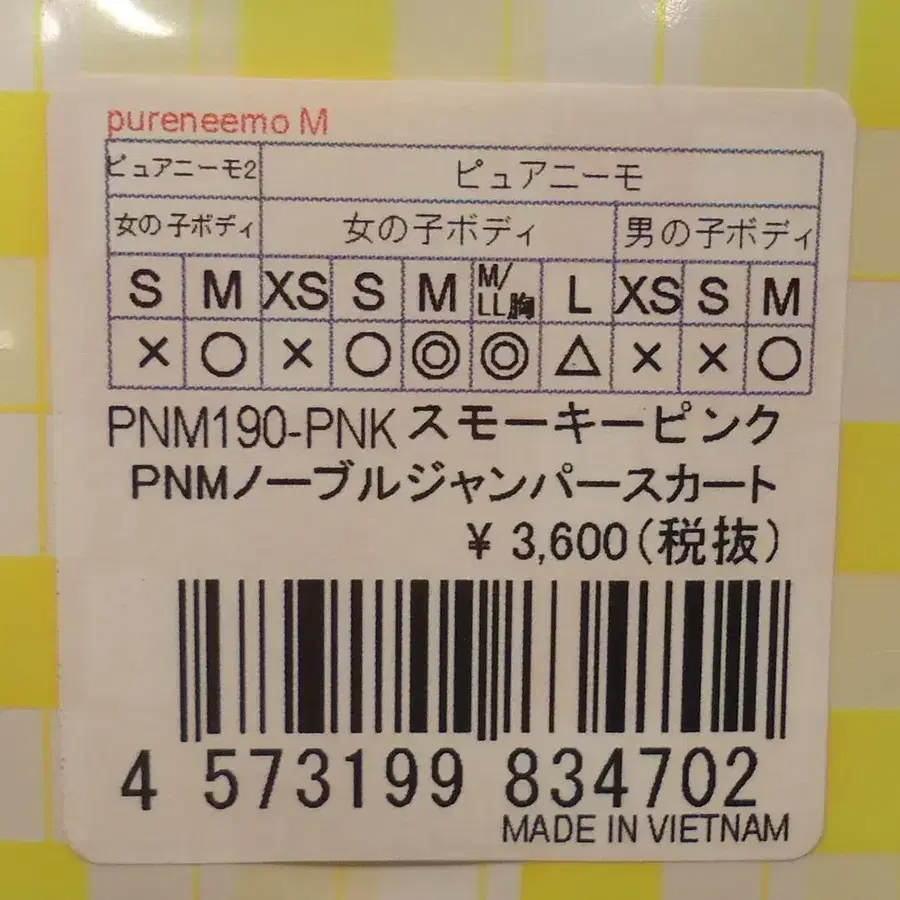 pureneemo M
ピュアニーモ2 ピュアニーモ
女の子ボディ 女の子ボディ 男の子ボディ
S M XS S M M/LL胸 L XS S M
× ○ × ○ ◎ ◎ △ × × ○
PNM190-PNK スモーキーピンク
PNMノーブルジャンパースカート
¥ 3,600(税抜)
4 573199 834702
MADE IN VIETNAM